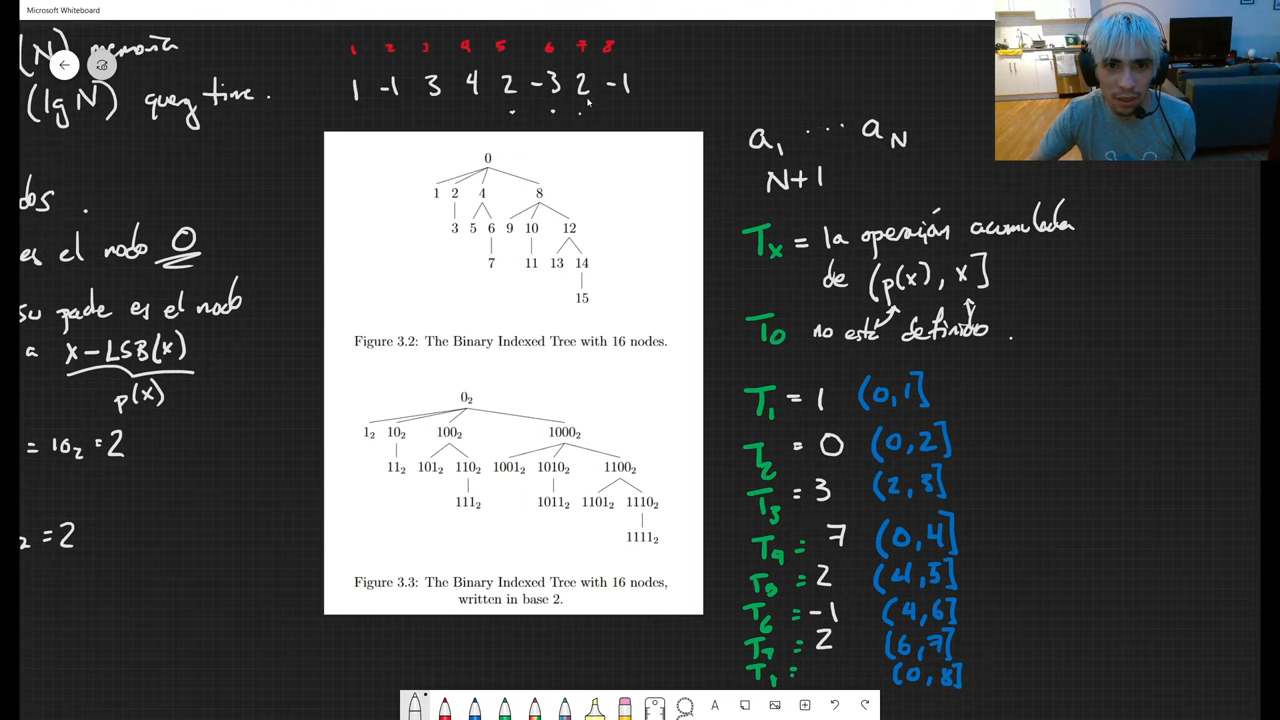 Microsoft Whiteboard
(N) memoria
(lg N) query time.
dos.
es el nodo 0
su padre es el nodo
a x - LSB(x)
p(x)
= 10₂ = 2
₂ = 2
1 2 3 4 5 6 7 8
1 -1 3 4 2 -3 2 -1
0
1 2 4 8
3 5 6 9 10 12
7 11 13 14
15
Figure 3.2: The Binary Indexed Tree with 16 nodes.
0₂
1₂ 10₂ 100₂ 1000₂
11₂ 101₂ 110₂ 1001₂ 1010₂ 1100₂
111₂ 1011₂ 1101₂ 1110₂
1111₂
Figure 3.3: The Binary Indexed Tree with 16 nodes,
written in base 2.
a₁ ... a_N
N+1
Tₓ = la operación acumulada
de (p(x), x]
T₀ no está definido.
T₁ = 1 (0,1]
T₂ = 0 (0,2]
T₃ = 3 (2,3]
T₄ = 7 (0,4]
T₅ = 2 (4,5]
T₆ = -1 (4,6]
T₇ = 2 (6,7]
(0,8]
A